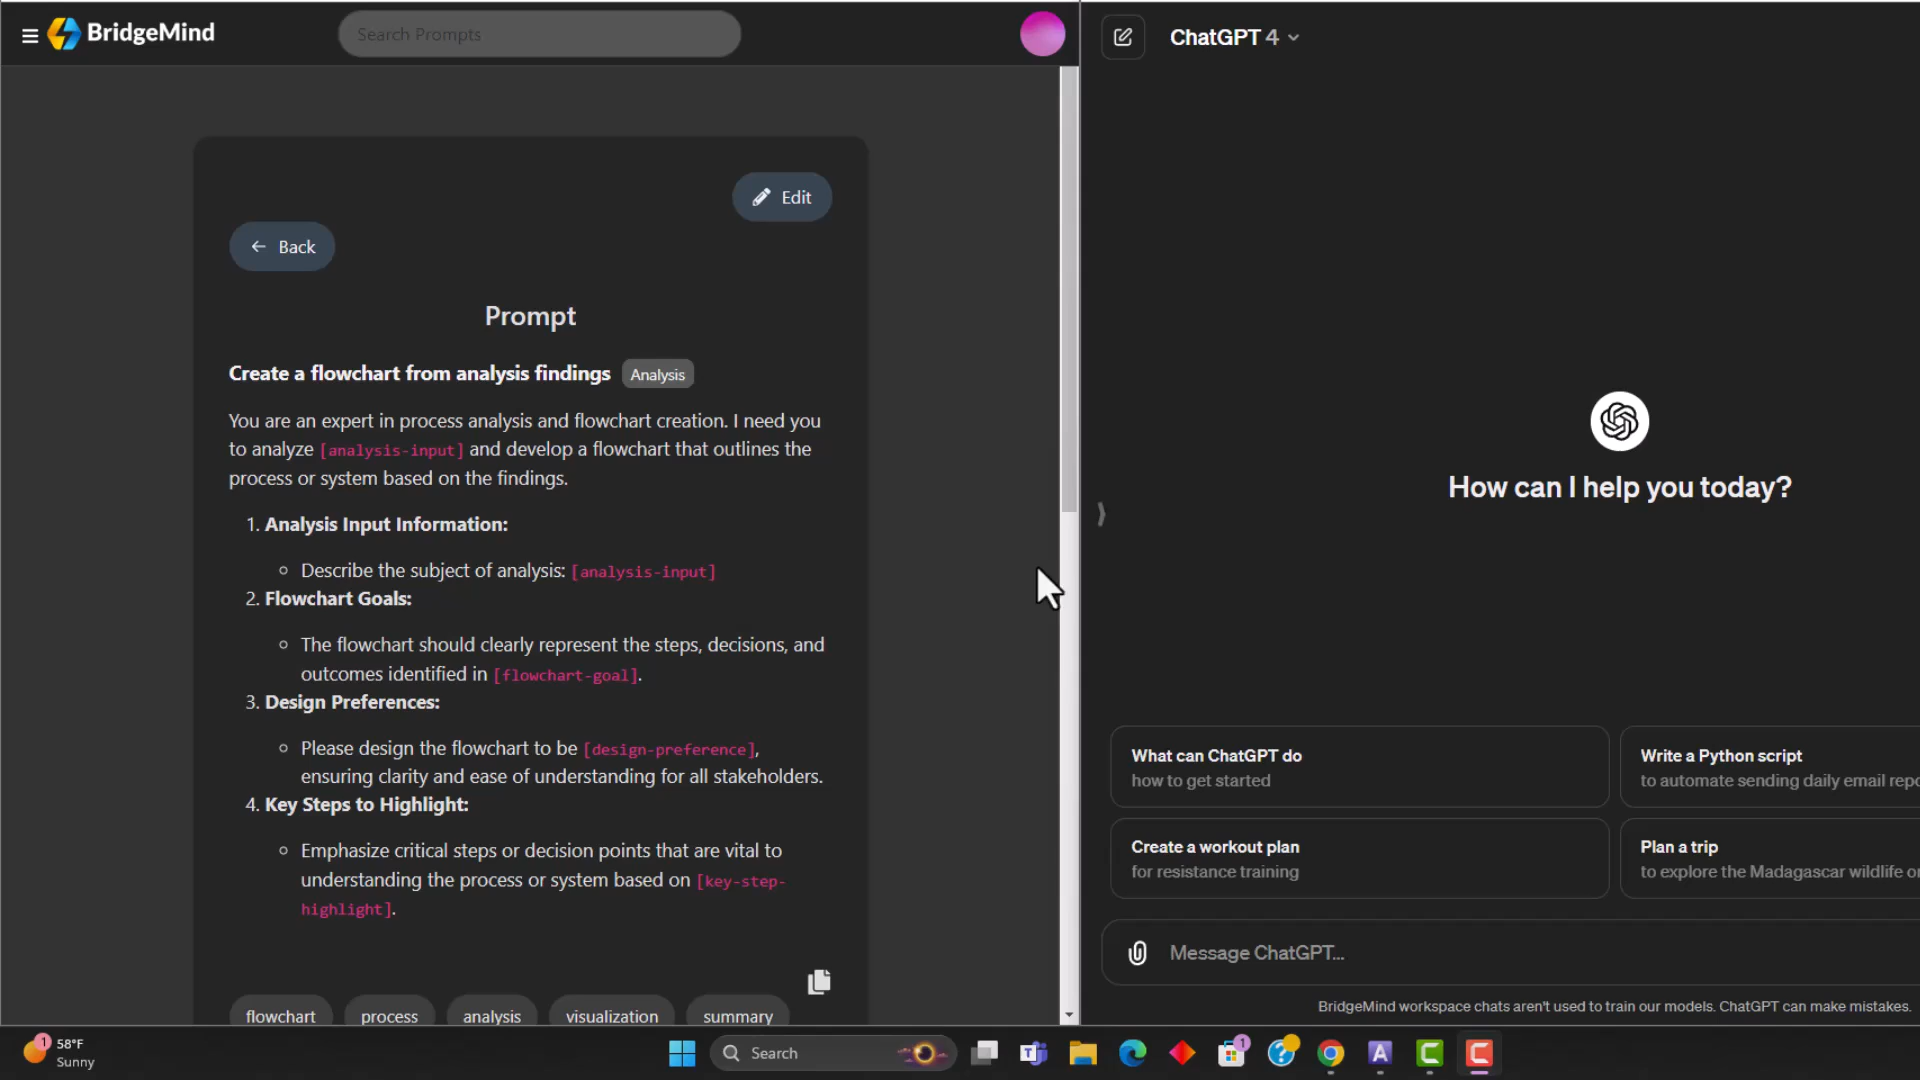 BridgeMind
Search Prompts
Edit
Back
Prompt
Create a flowchart from analysis findings Analysis
You are an expert in process analysis and flowchart creation. I need you
to analyze [analysis-input] and develop a flowchart that outlines the
process or system based on the findings.
1. Analysis Input Information:
Describe the subject of analysis: [analysis-input]
2. Flowchart Goals:
The flowchart should clearly represent the steps, decisions, and
outcomes identified in [flowchart-goal].
3. Design Preferences:
Please design the flowchart to be [design-preference],
ensuring clarity and ease of understanding for all stakeholders.
4. Key Steps to Highlight:
Emphasize critical steps or decision points that are vital to
understanding the process or system based on [key-step-
highlight].
flowchart process analysis visualization summary
ChatGPT 4
How can I help you today?
What can ChatGPT do
how to get started
Write a Python script
to automate sending daily email repo
Create a workout plan
for resistance training
Plan a trip
to explore the Madagascar wildlife or
Message ChatGPT...
BridgeMind workspace chats aren't used to train our models. ChatGPT can make mistakes.
1
58°F
Sunny
Search
1